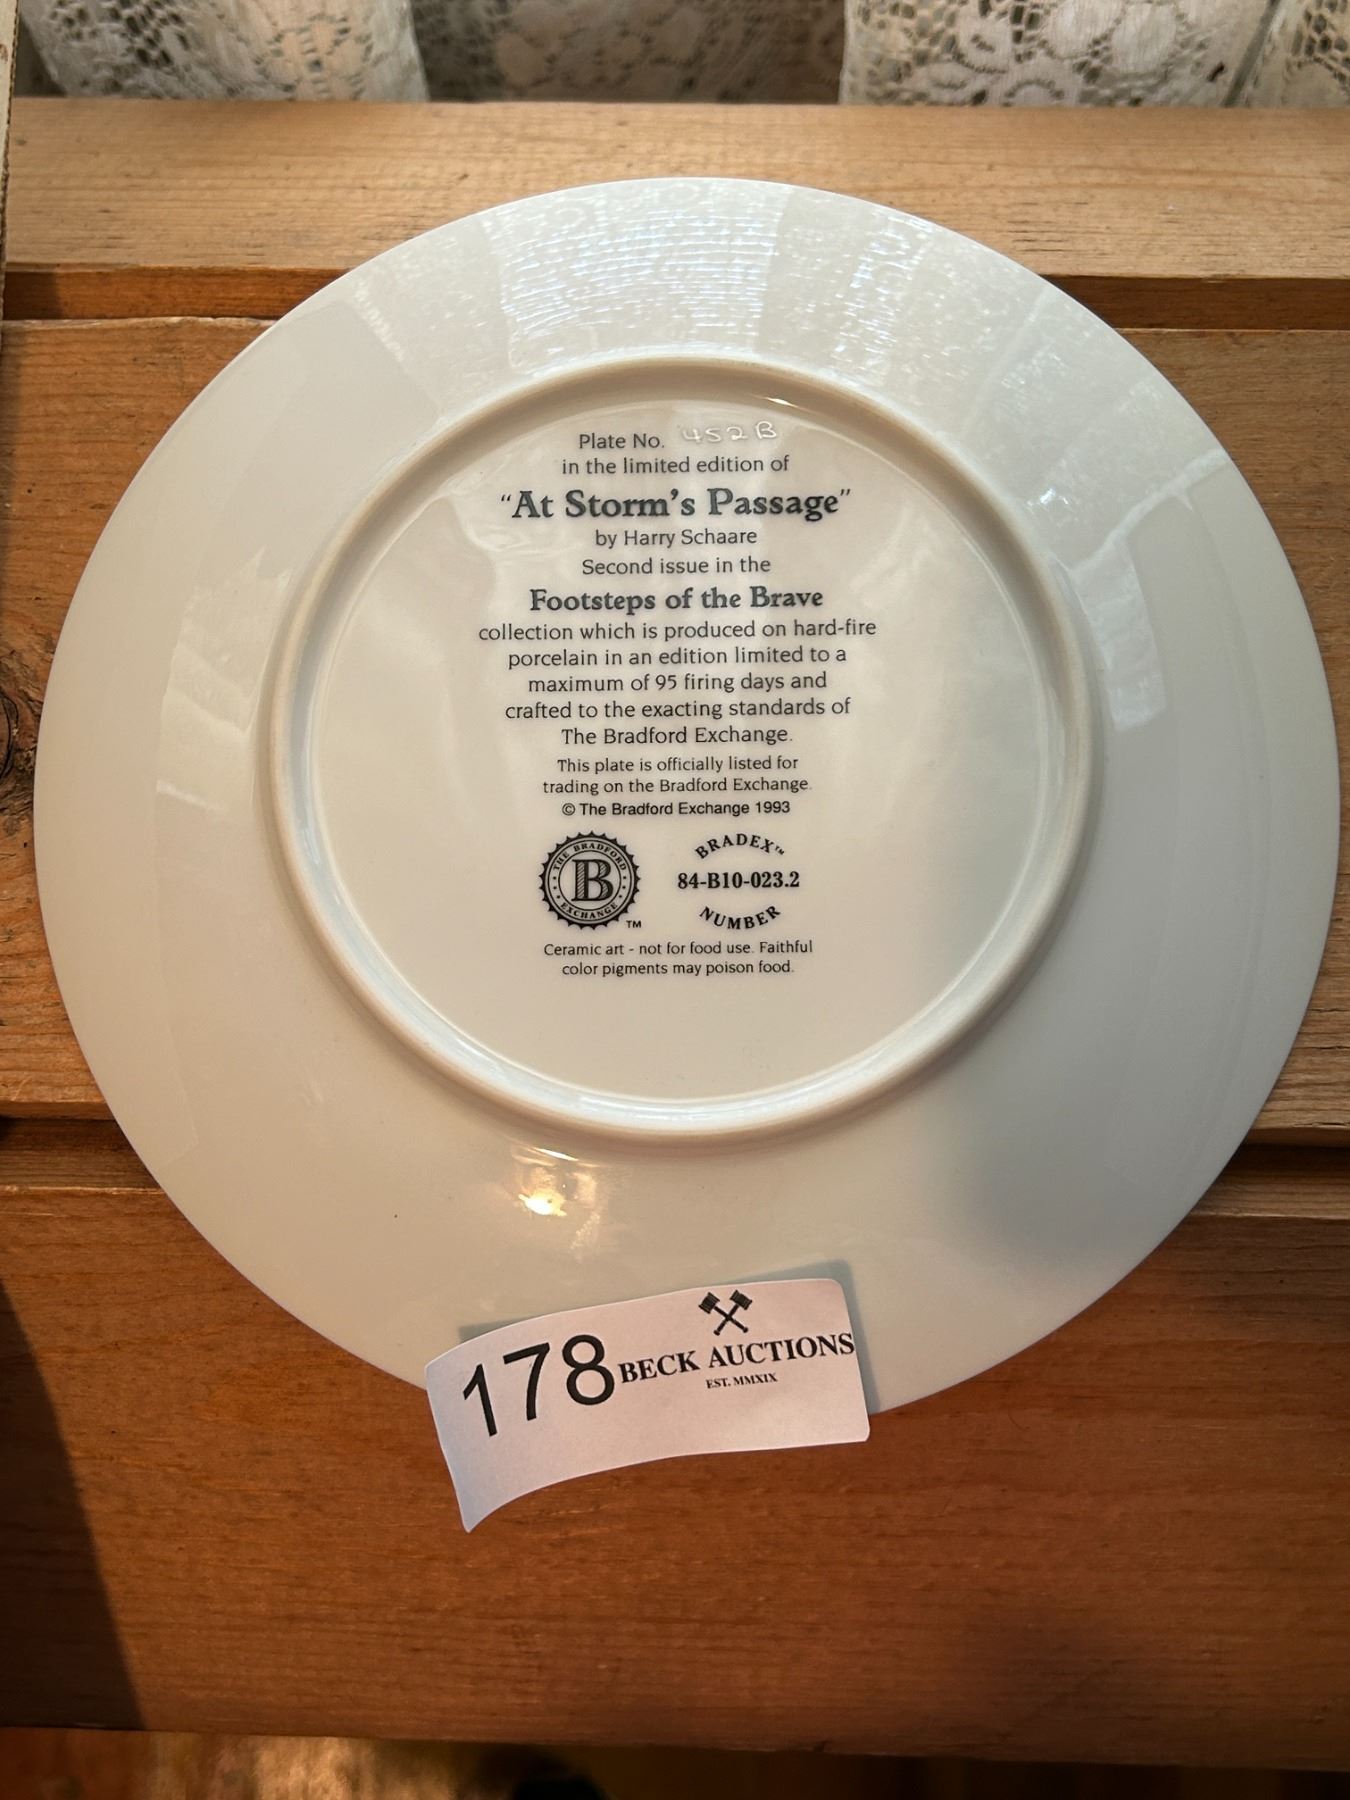 Plate No. 452B
in the limited edition of
“At Storm's Passage”
by Harry Schaare
Second issue in the
Footsteps of the Brave
collection which is produced on hard-fire
porcelain in an edition limited to a
maximum of 95 firing days and
crafted to the exacting standards of
The Bradford Exchange.
This plate is officially listed for
trading on the Bradford Exchange.
© The Bradford Exchange 1993
THE BRADFORD
B
EXCHANGE
TM
BRADEX™
84-B10-023.2
NUMBER
Ceramic art - not for food use. Faithful
color pigments may poison food.
178
BECK AUCTIONS
EST. MMXIX